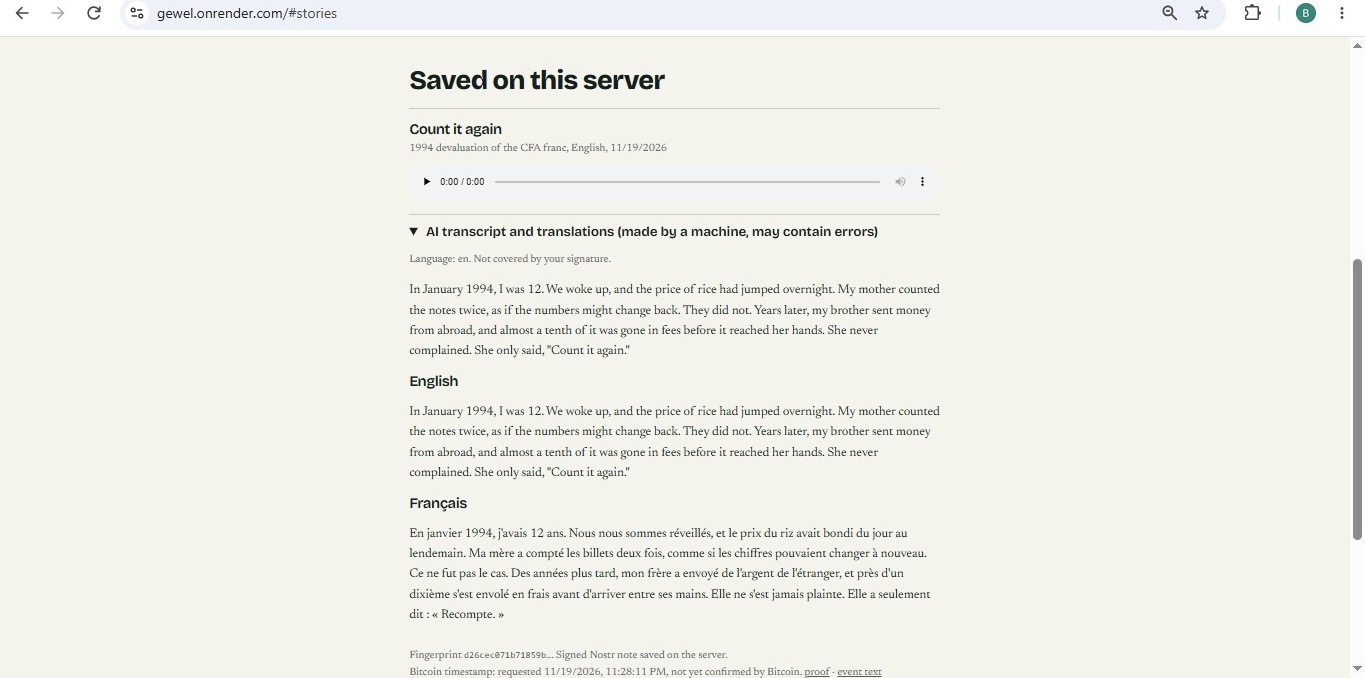 gewel.onrender.com/#stories
B
Saved on this server
Count it again
1994 devaluation of the CFA franc, English, 11/19/2026
0:00 / 0:00
AI transcript and translations (made by a machine, may contain errors)
Language: en. Not covered by your signature.
In January 1994, I was 12. We woke up, and the price of rice had jumped overnight. My mother counted
the notes twice, as if the numbers might change back. They did not. Years later, my brother sent money
from abroad, and almost a tenth of it was gone in fees before it reached her hands. She never
complained. She only said, "Count it again."
English
In January 1994, I was 12. We woke up, and the price of rice had jumped overnight. My mother counted
the notes twice, as if the numbers might change back. They did not. Years later, my brother sent money
from abroad, and almost a tenth of it was gone in fees before it reached her hands. She never
complained. She only said, "Count it again."
Français
En janvier 1994, j'avais 12 ans. Nous nous sommes réveillés, et le prix du riz avait bondi du jour au
lendemain. Ma mère a compté les billets deux fois, comme si les chiffres pouvaient changer à nouveau.
Ce ne fut pas le cas. Des années plus tard, mon frère a envoyé de l'argent de l'étranger, et près d'un
dixième s'est envolé en frais avant d'arriver entre ses mains. Elle ne s'est jamais plainte. Elle a seulement
dit : « Recompte. »
Fingerprint d26cec071b71859b… Signed Nostr note saved on the server.
Bitcoin timestamp: requested 11/19/2026, 11:28:11 PM, not yet confirmed by Bitcoin. proof · event text